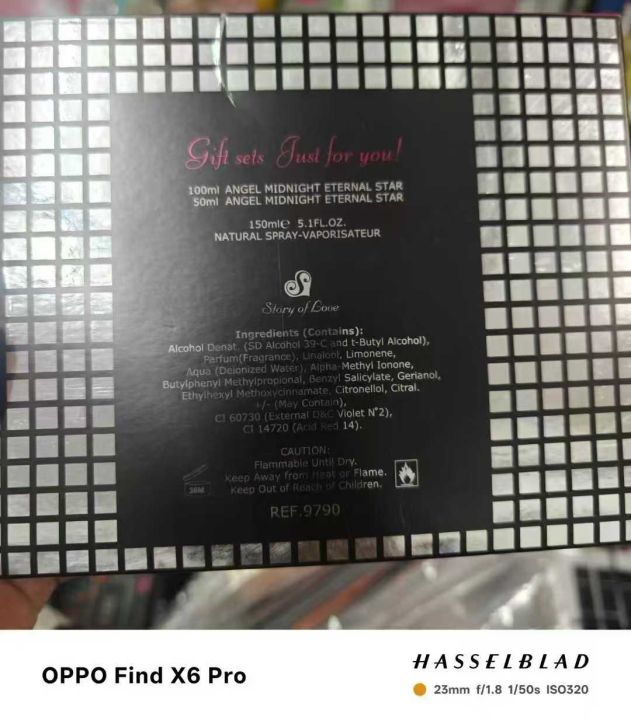 Gift sets Just for you!
100ml ANGEL MIDNIGHT ETERNAL STAR
50ml ANGEL MIDNIGHT ETERNAL STAR
150ml℮ 5.1FL.OZ.
NATURAL SPRAY-VAPORISATEUR
Story of Love
Ingredients (Contains):
Alcohol Denat. (SD Alcohol 39-C and t-Butyl Alcohol),
Parfum(Fragrance), Linalool, Limonene,
Aqua (Deionized Water), Alpha-Methyl Ionone,
Butylphenyl Methylpropional, Benzyl Salicylate, Gerianol,
Ethylhexyl Methoxycinnamate, Citronellol, Citral.
+/- (May Contain),
CI 60730 (External D&C Violet N°2),
CI 14720 (Acid Red 14).
CAUTION:
Flammable Until Dry.
Keep Away from Heat or Flame.
Keep Out of Reach of Children.
36M
REF.9790
OPPO Find X6 Pro
HASSELBLAD
23mm f/1.8 1/50s ISO320